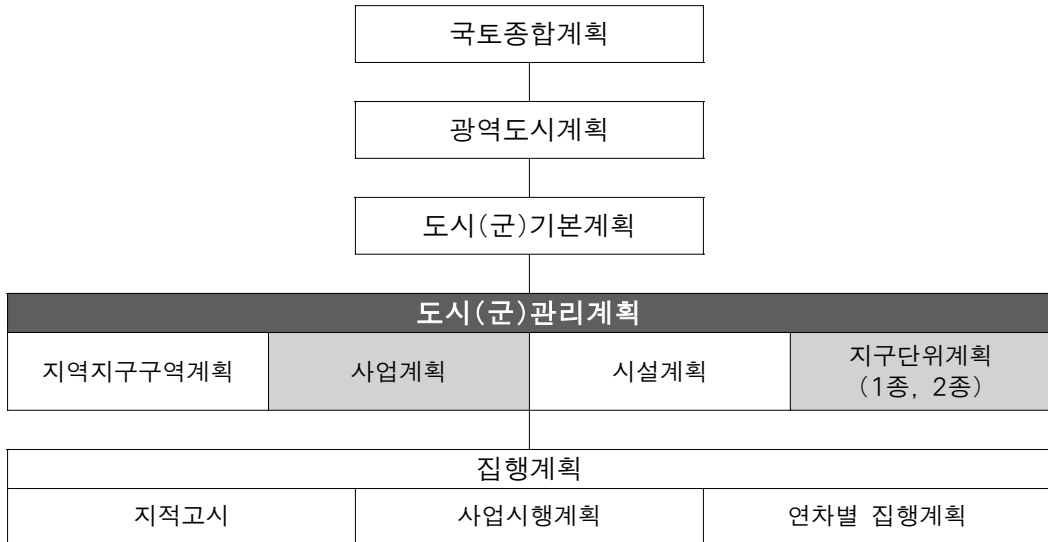 국토종합계획
광역도시계획
도시(군)기본계획
도시(군)관리계획
지역지구구역계획
사업계획
시설계획
지구단위계획
(1종, 2종)
집행계획
지적고시
사업시행계획
연차별 집행계획